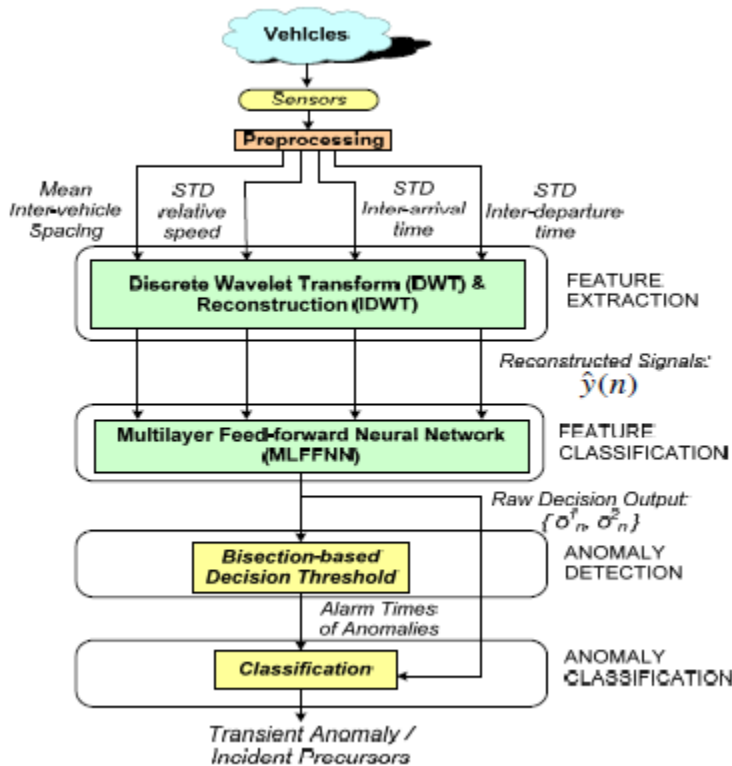 Vehicles
Sensors
Preprocessing
Mean
Inter-vehicle
Spacing
STD
relative
speed
STD
Inter-arrival
time
STD
Inter-departure
time
Discrete Wavelet Transform (DWT) &
Reconstruction (IDWT)
FEATURE
EXTRACTION
Reconstructed Signals:
ŷ(n)
Multilayer Feed-forward Neural Network
(MLFFNN)
FEATURE
CLASSIFICATION
Raw Decision Output:
{ō¹ₙ, ō²ₙ}
Bisection-based
Decision Threshold
ANOMALY
DETECTION
Alarm Times
of Anomalies
Classification
ANOMALY
CLASSIFICATION
Transient Anomaly /
Incident Precursors